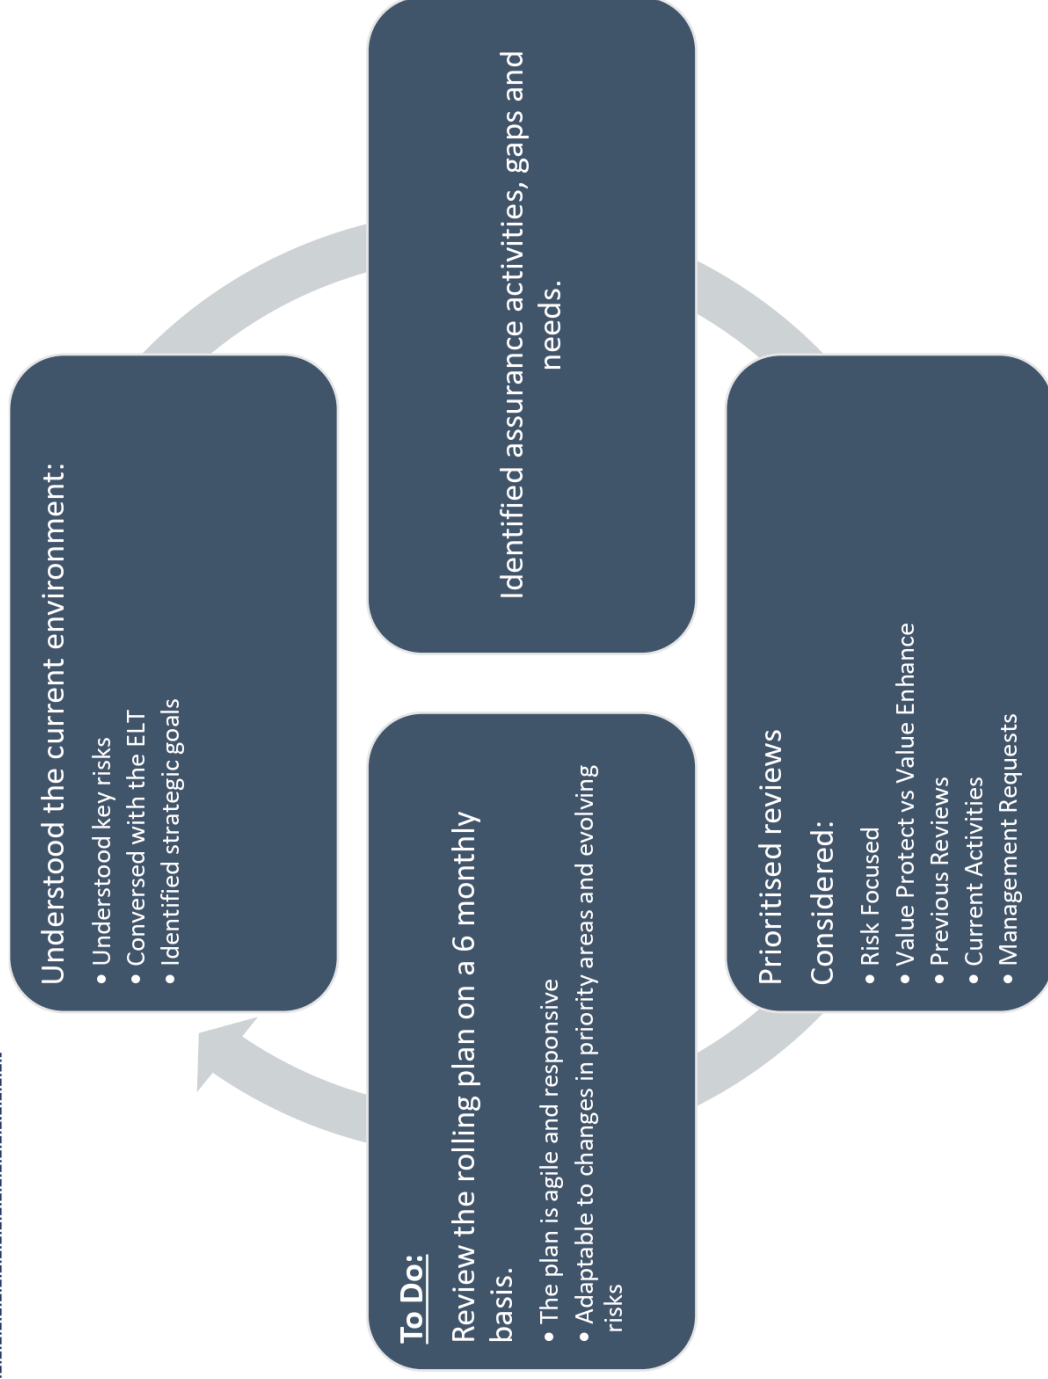 Understood the current environment:
• Understood key risks
• Conversed with the ELT
• Identified strategic goals
Identified assurance activities, gaps and
needs.
Prioritised reviews
Considered:
• Risk Focused
• Value Protect vs Value Enhance
• Previous Reviews
• Current Activities
• Management Requests
To Do:
Review the rolling plan on a 6 monthly
basis.
• The plan is agile and responsive
• Adaptable to changes in priority areas and evolving
risks